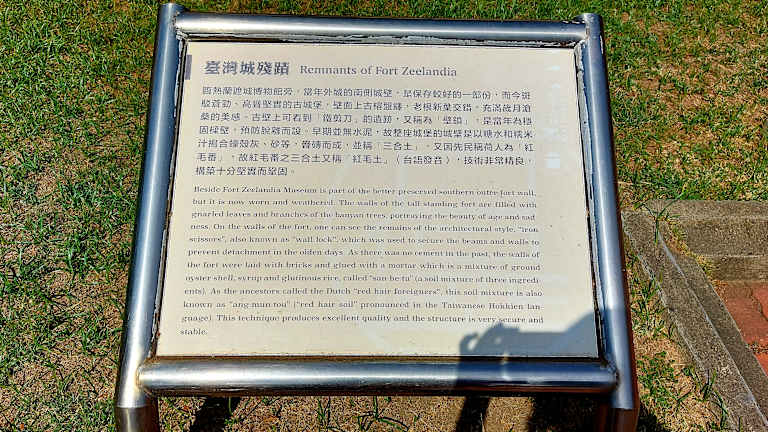 臺灣城殘蹟 Remnants of Fort Zeelandia
因熱蘭遮城博物館旁，當年外城的南側城壁，是保存較好的一部份，而今斑
駁蒼勁、高聳堅實的古城堡，壁面上古榕盤纏，老根新葉交錯，充滿歲月滄
桑的美感。古壁上可看到「鐵剪刀」的遺跡，又稱為「壁鎖」，是當年為穩
固樑壁，預防脫離而設。早期並無水泥，故整座城堡的城壁是以糖水和糯米
汁搗合蠔殼灰、砂等，疊磚而成，並稱「三合土」，又因先民稱荷人為「紅
毛番」，故紅毛番之三合土又稱「紅毛土」（台語發音），技術非常精良，
構築十分堅實而鞏固。
Beside Fort Zeelandia Museum is part of the better preserved southern outre fort wall,
but it is now worn and weathered. The walls of the tall standing fort are filled with
gnarled leaves and branches of the banyan trees, portraying the beauty of age and sad
ness. On the walls of the fort, one can see the remains of the architectural style, "iron
scissors", also known as "wall lock", which was used to secure the beams and walls to
prevent detachment in the olden days. As there was no cement in the past, the walls of
the fort were laid with bricks and glued with a mortar which is a mixture of ground
oyster shell, syrup and glutinous rice, called "san-he-tu" (a soil mixture of three ingredi-
ents). As the ancestors called the Dutch "red hair foreigners", this soil mixture is also
known as "ang-mun-tou" ("red hair soil" pronounced in the Taiwanese Hokkien lan-
guage). This technique produces excellent quality and the structure is very secure and
stable.